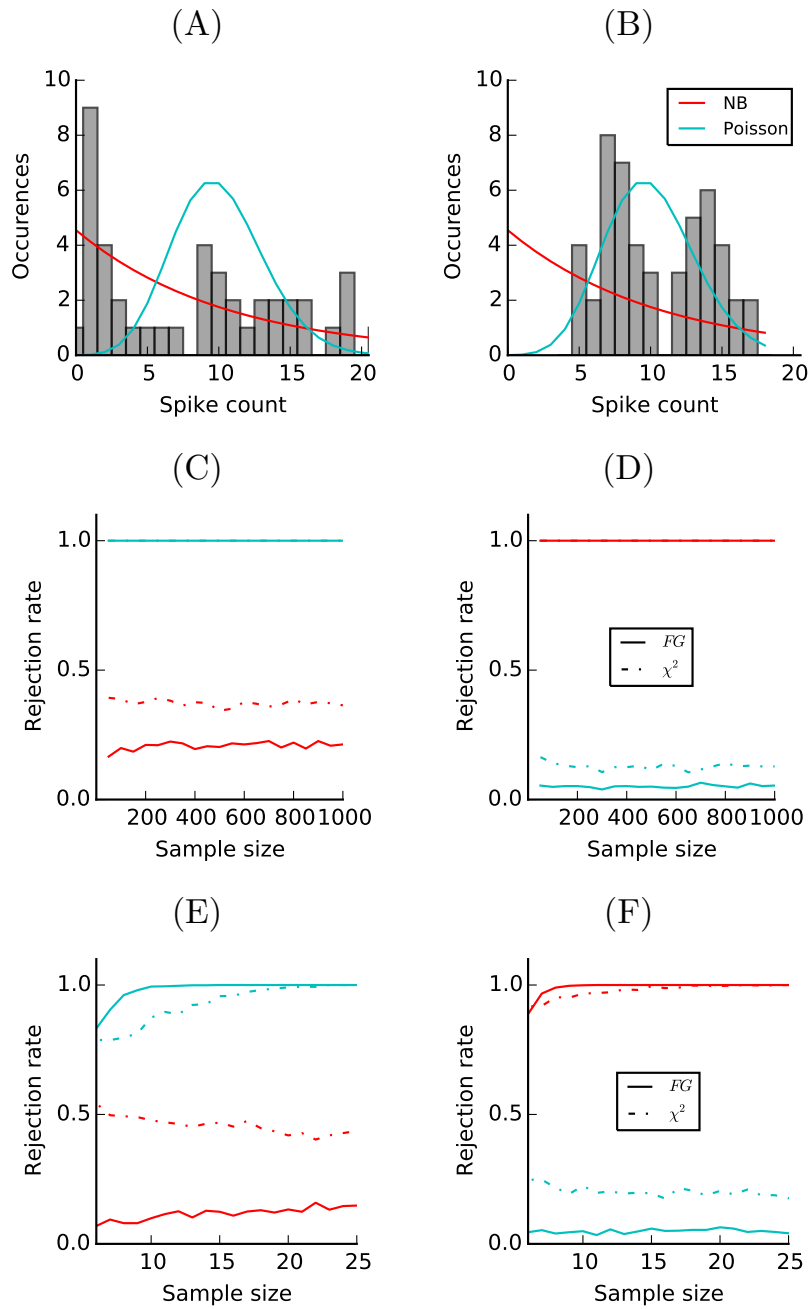 (A)
(B)
10
8
6
4
2
0
Occurences
0 5 10 15 20
Spike count
10
8
6
4
2
0
Occurences
0 5 10 15 20
Spike count
NB
Poisson
(C)
(D)
1.0
0.5
0.0
Rejection rate
200 400 600 800 1000
Sample size
1.0
0.5
0.0
Rejection rate
200 400 600 800 1000
Sample size
FG
χ²
(E)
(F)
1.0
0.5
0.0
Rejection rate
10 15 20 25
Sample size
1.0
0.5
0.0
Rejection rate
10 15 20 25
Sample size
FG
χ²